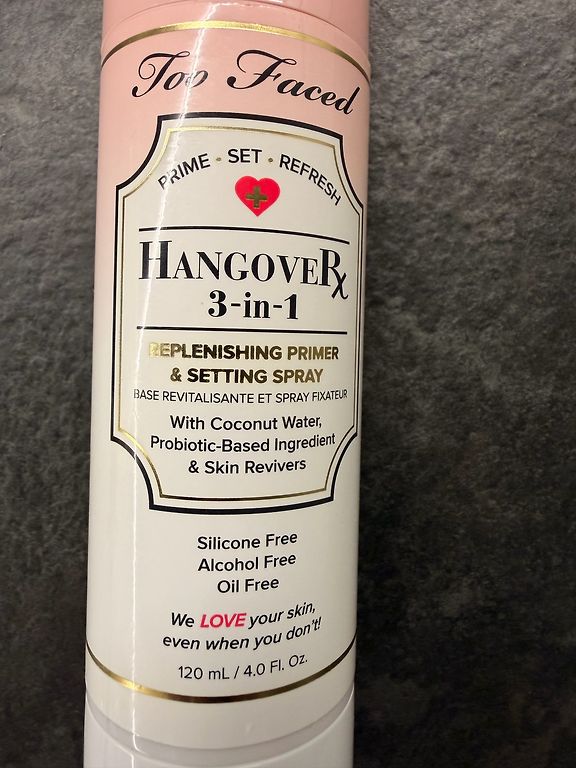 Too Faced
PRIME • SET • REFRESH
HANGOVERx
3-in-1
REPLENISHING PRIMER
& SETTING SPRAY
BASE REVITALISANTE ET SPRAY FIXATEUR
With Coconut Water,
Probiotic-Based Ingredient
& Skin Revivers
Silicone Free
Alcohol Free
Oil Free
We LOVE your skin,
even when you don't!
120 mL / 4.0 Fl. Oz.